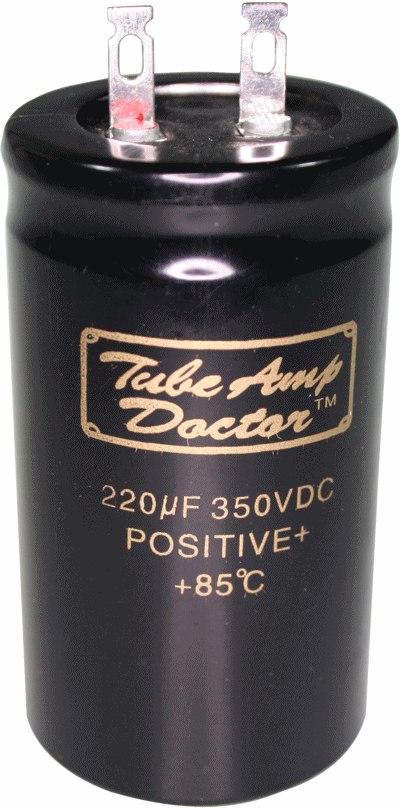 Tube Amp
Doctor™
220µF 350VDC
POSITIVE+
+85°C